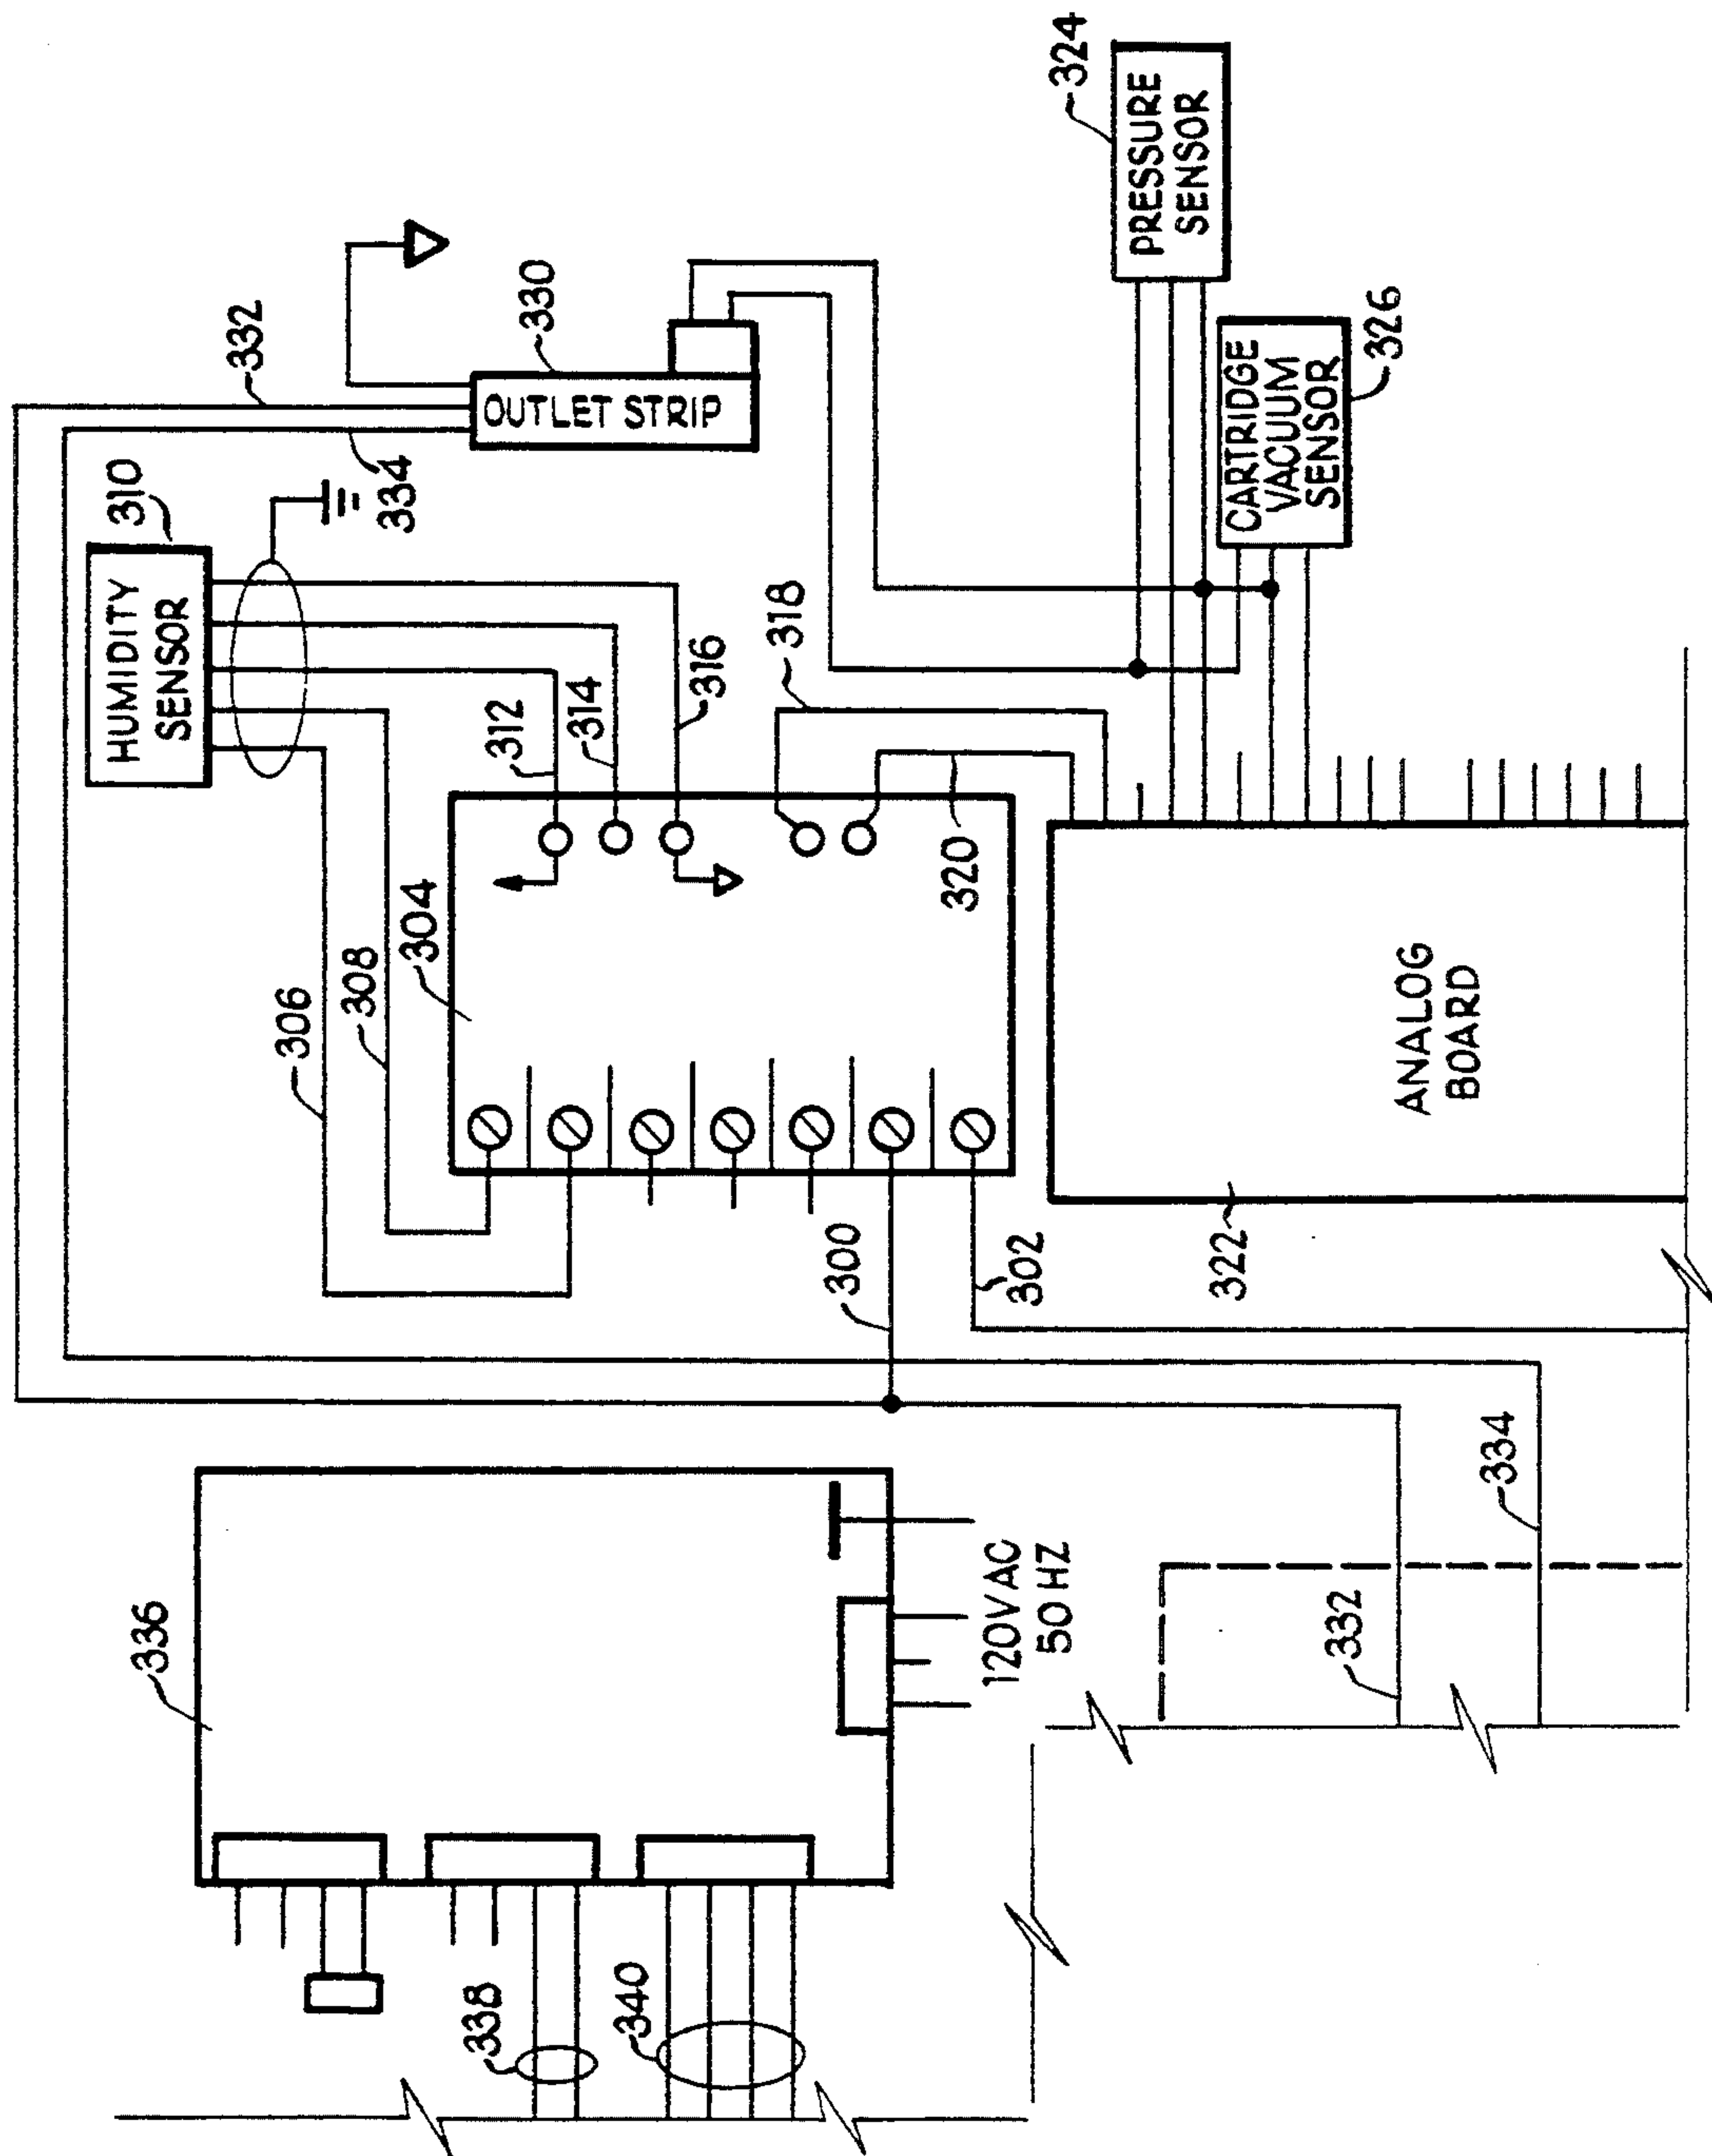 324
PRESSURE
SENSOR
326
CARTRIDGE
VACUUM
SENSOR
332
330
OUTLET STRIP
334
310
HUMIDITY
SENSOR
318
316
314
312
320
304
308
306
ANALOG
BOARD
322
300
302
334
332
336
120VAC
50 HZ
338
340